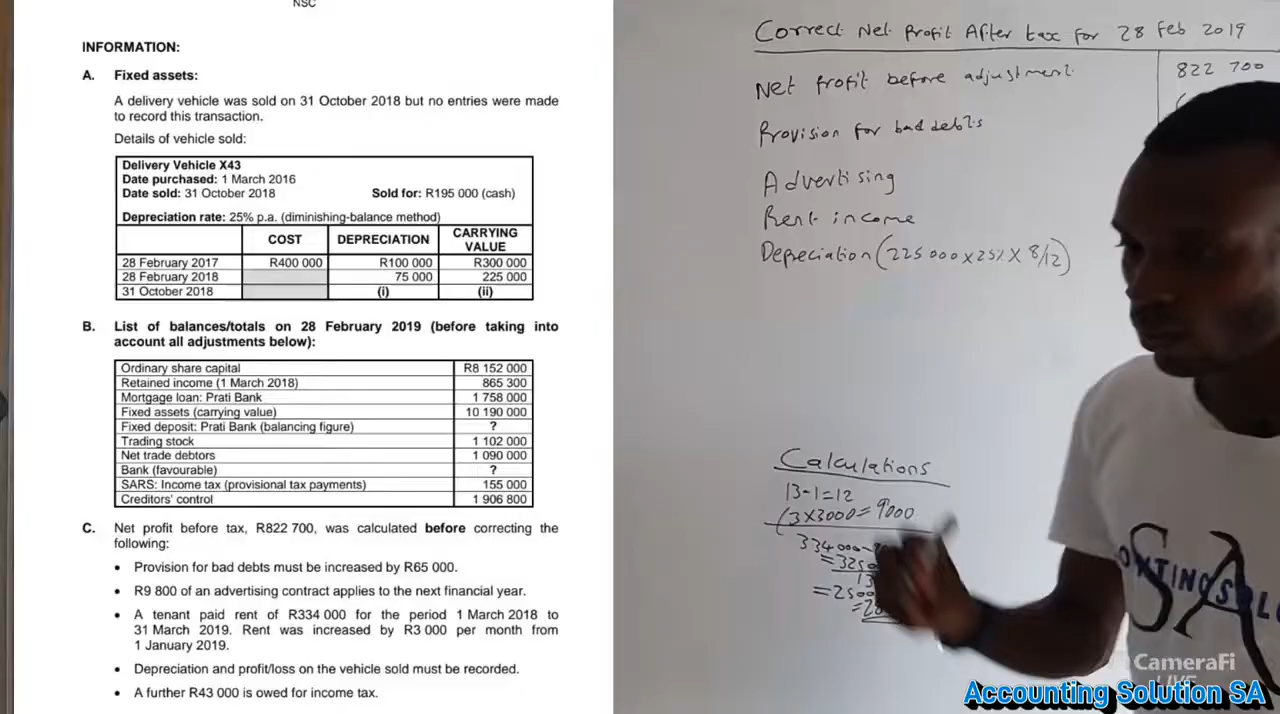 NSC
INFORMATION:
A. Fixed assets:
A delivery vehicle was sold on 31 October 2018 but no entries were made
to record this transaction.
Details of vehicle sold:
Delivery Vehicle X43
Date purchased: 1 March 2016
Date sold: 31 October 2018 Sold for: R195 000 (cash)
Depreciation rate: 25% p.a. (diminishing-balance method)
COST DEPRECIATION CARRYING VALUE
28 February 2017 R400 000 R100 000 R300 000
28 February 2018 75 000 225 000
31 October 2018 (i) (ii)
B. List of balances/totals on 28 February 2019 (before taking into
account all adjustments below):
Ordinary share capital R8 152 000
Retained income (1 March 2018) 865 300
Mortgage loan: Prati Bank 1 758 000
Fixed assets (carrying value) 10 190 000
Fixed deposit: Prati Bank (balancing figure) ?
Trading stock 1 102 000
Net trade debtors 1 090 000
Bank (favourable) ?
SARS: Income tax (provisional tax payments) 155 000
Creditors' control 1 906 800
C. Net profit before tax, R822 700, was calculated before correcting the
following:
• Provision for bad debts must be increased by R65 000.
• R9 800 of an advertising contract applies to the next financial year.
• A tenant paid rent of R334 000 for the period 1 March 2018 to
31 March 2019. Rent was increased by R3 000 per month from
1 January 2019.
• Depreciation and profit/loss on the vehicle sold must be recorded.
• A further R43 000 is owed for income tax.
Correct Net Profit After tax for 28 Feb 2019
Net profit before adjustment 822 700
Provision for bad debts (
Advertising
Rent income
Depreciation (225 000 x 25% x 8/12)
Calculations
13-1=12
(3x3000= 9000
334000-
=325
13
=2500
CameraFi
LIVE
Accounting Solution SA